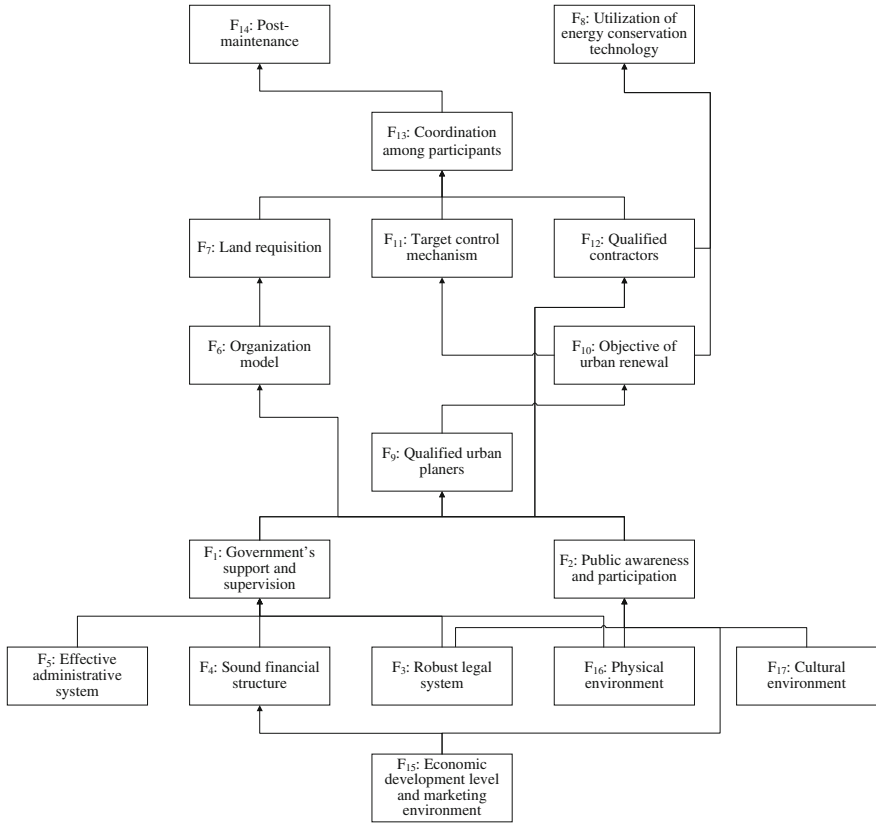 F₁₄: Post-
maintenance
F₈: Utilization of
energy conservation
technology
F₁₃: Coordination
among participants
F₇: Land requisition
F₁₁: Target control
mechanism
F₁₂: Qualified
contractors
F₆: Organization
model
F₁₀: Objective of
urban renewal
F₉: Qualified urban
planers
F₁: Government's
support and
supervision
F₂: Public awareness
and participation
F₅: Effective
administrative
system
F₄: Sound financial
structure
F₃: Robust legal
system
F₁₆: Physical
environment
F₁₇: Cultural
environment
F₁₅: Economic
development level
and marketing
environment